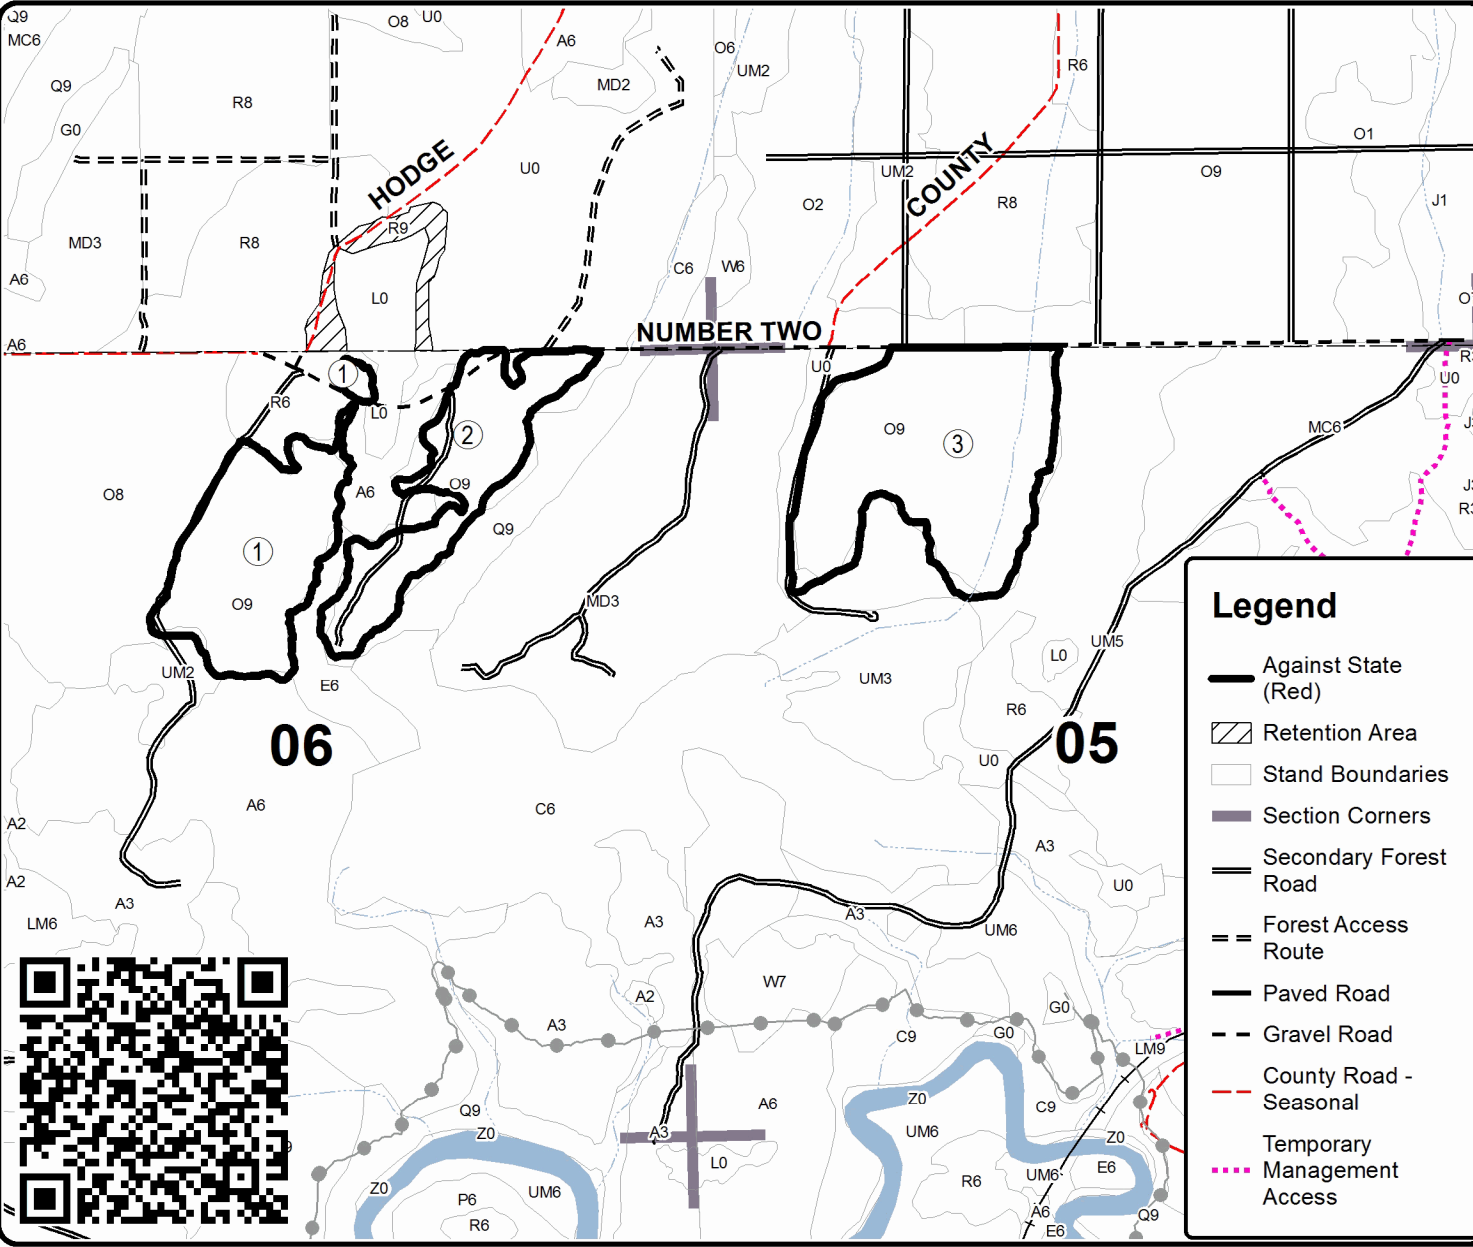 Q9
O8
U0
MC6
A6
O6
UM2
R6
Q9
MD2
R8
G0
O1
HODGE
COUNTY
U0
UM2
O9
O2
R8
J1
R9
MD3
R8
C6
W6
A6
L0
NUMBER TWO
A6
U0
U0
1
R6
L0
MC6
2
O9
3
O8
A6
O9
Q9
1
O9
MD3
UM2
E6
UM3
L0
UM5
R6
06
05
U0
A6
C6
A2
A3
A2
A3
U0
LM6
A3
A3
UM6
W7
A2
G0
A3
C9
G0
LM9
Q9
Z0
A6
Z0
C9
UM6
Z0
A3
L0
E6
Z0
P6
UM6
R6
UM6
R6
A6
E6
Q9
Legend
Against State
(Red)
Retention Area
Stand Boundaries
Section Corners
Secondary Forest
Road
Forest Access
Route
Paved Road
Gravel Road
County Road -
Seasonal
Temporary
Management
Access